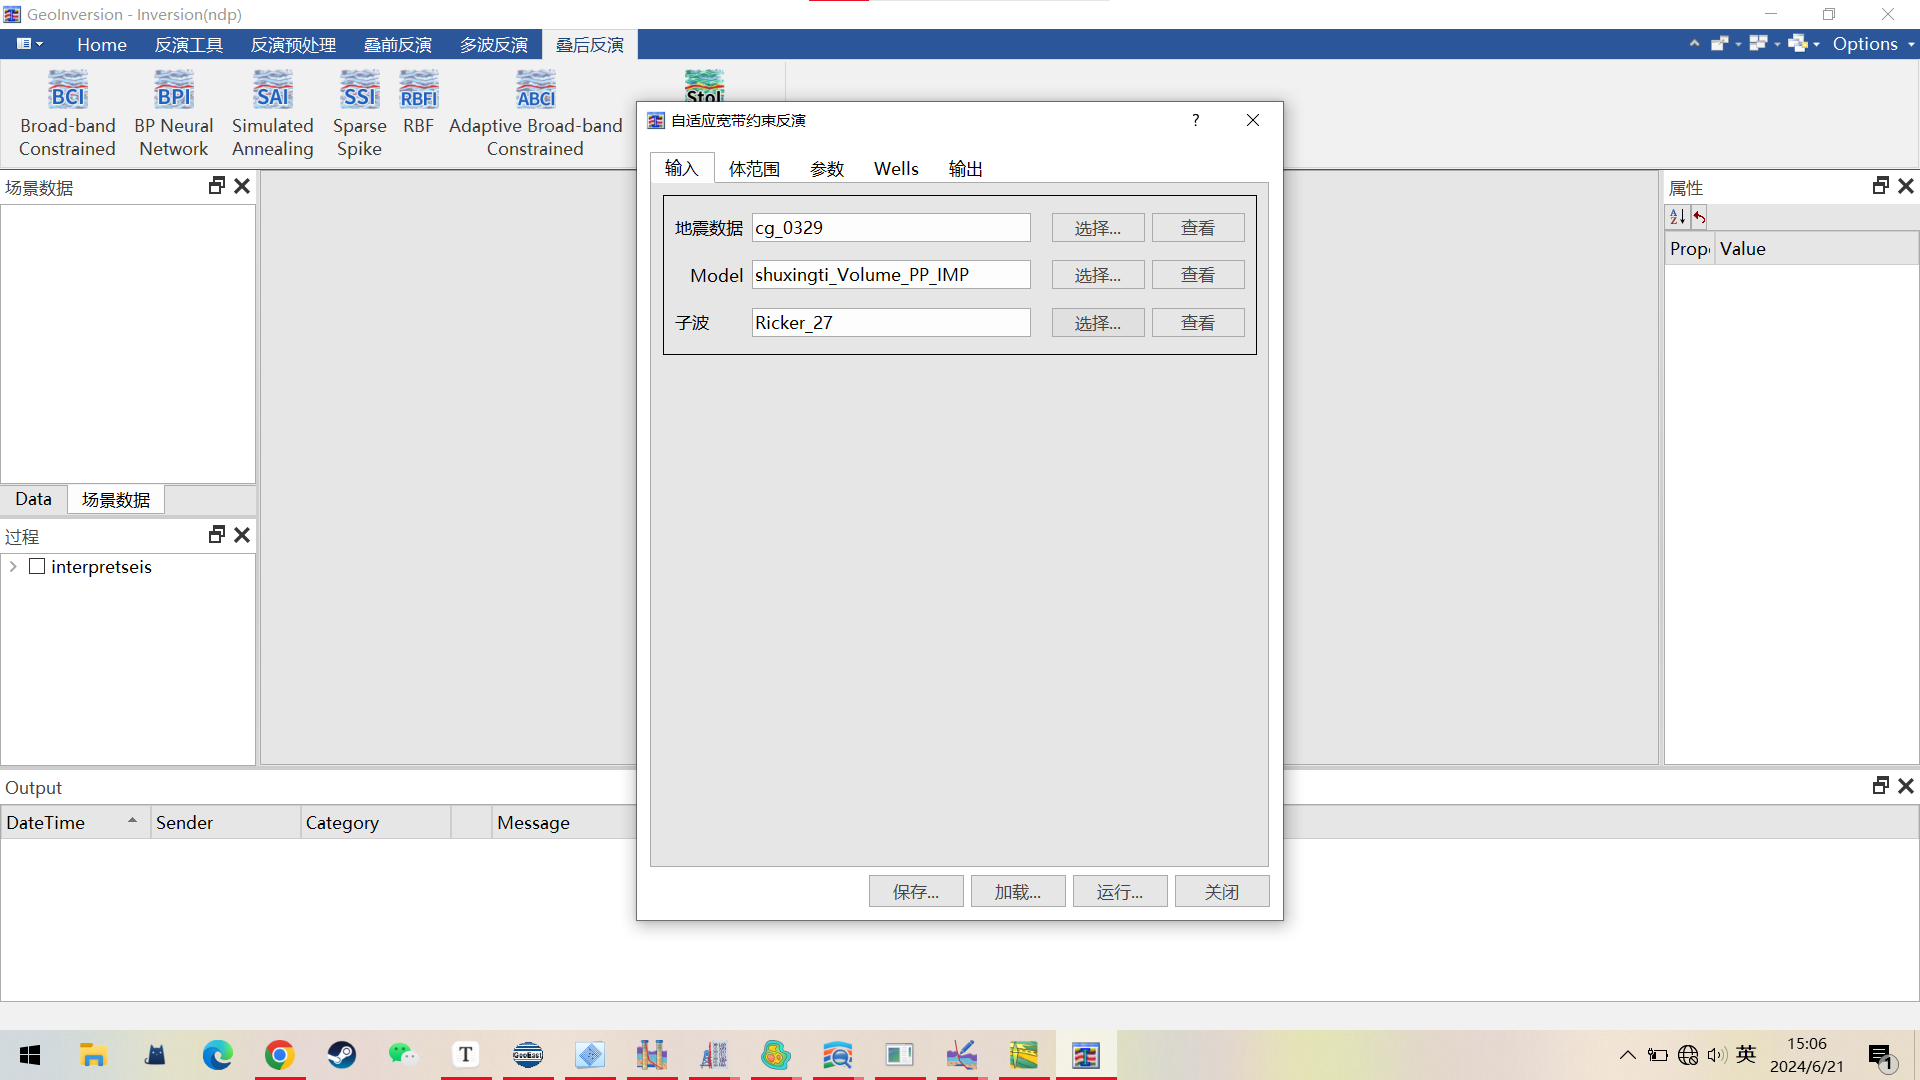 GeoInversion - Inversion(ndp)
Home 反演工具 反演预处理 叠前反演 多波反演 叠后反演 Options
BCI BPI SAI SSI RBFI ABCI Stol
Broad-band Constrained
BP Neural Network
Simulated Annealing
Sparse Spike
RBF
Adaptive Broad-band Constrained
自适应宽带约束反演 ?
输入 体范围 参数 Wells 输出
地震数据 cg_0329 选择... 查看
Model shuxingti_Volume_PP_IMP 选择... 查看
子波 Ricker_27 选择... 查看
保存... 加载... 运行... 关闭
场景数据
Data 场景数据
过程
interpretseis
属性
Prop Value
Output
DateTime Sender Category Message
T GeoEast
英
15:06
2024/6/21
1